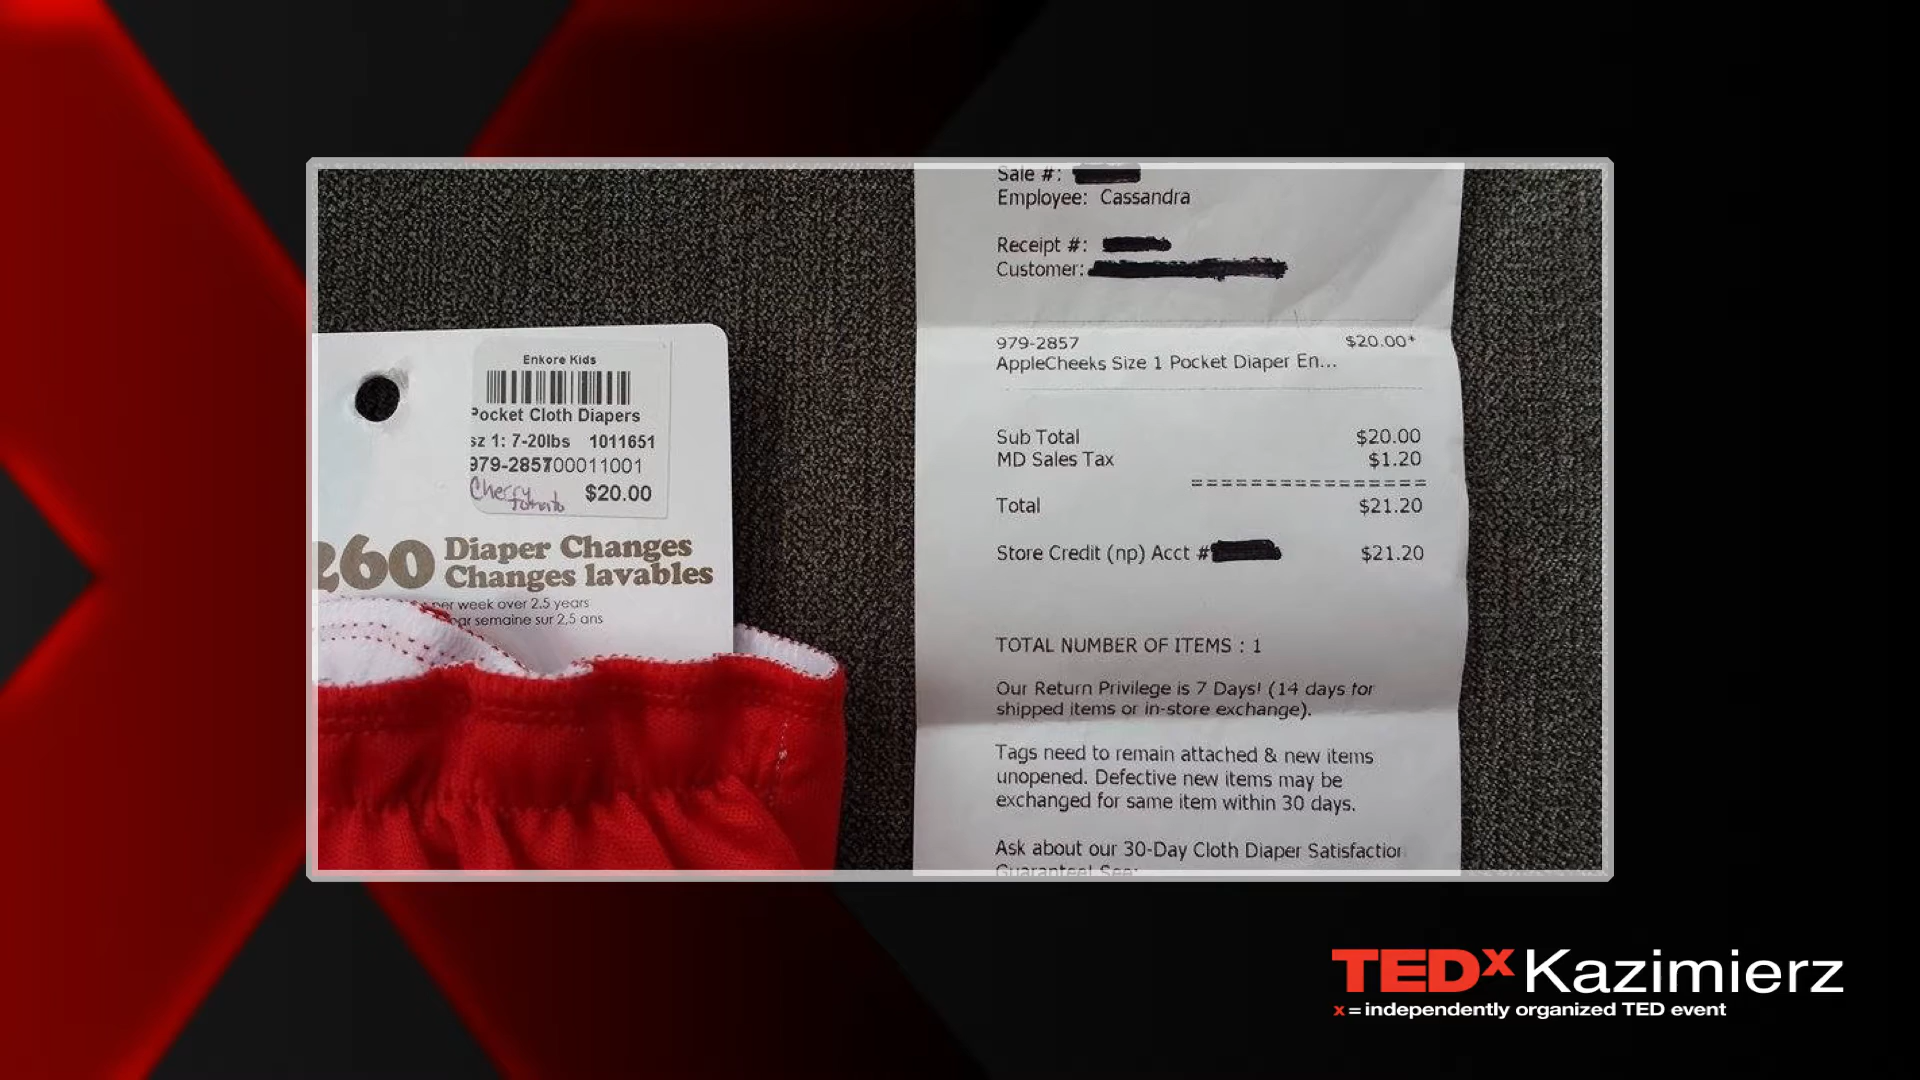 Enkore Kids
Pocket Cloth Diapers
sz 1: 7-20lbs 1011651
979-285700011001
Cherry tomato $20.00
260 Diaper Changes
Changes lavables
per week over 2.5 years
par semaine sur 2,5 ans
Sale #:
Employee: Cassandra
Receipt #:
Customer:
979-2857 $20.00*
AppleCheeks Size 1 Pocket Diaper En...
Sub Total $20.00
MD Sales Tax $1.20
================
Total $21.20
Store Credit (np) Acct # $21.20
TOTAL NUMBER OF ITEMS : 1
Our Return Privilege is 7 Days! (14 days for
shipped items or in-store exchange).
Tags need to remain attached & new items
unopened. Defective new items may be
exchanged for same item within 30 days.
Ask about our 30-Day Cloth Diaper Satisfaction
Guarantee! See:
TEDxKazimierz
x = independently organized TED event